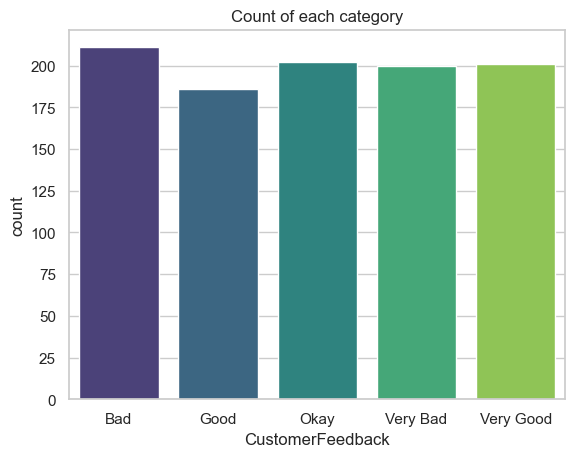 Count of each category
count
200
175
150
125
100
75
50
25
0
Bad
Good
Okay
Very Bad
Very Good
CustomerFeedback